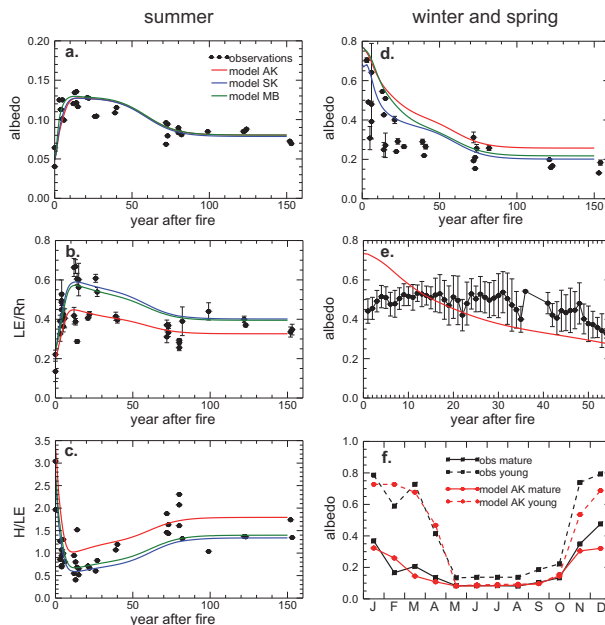 summer
winter and spring
a.
observations
model AK
model SK
model MB
0.20
0.15
0.10
0.05
0.00
albedo
0 50 100 150
year after fire
d.
0.8
0.6
0.4
0.2
0.0
albedo
0 50 100 150
year after fire
b.
0.8
0.6
0.4
0.2
0.0
LE/Rn
0 50 100 150
year after fire
e.
0.8
0.6
0.4
0.2
0.0
albedo
0 10 20 30 40 50
year after fire
c.
3.5
3.0
2.5
2.0
1.5
1.0
0.5
0.0
H/LE
0 50 100 150
year after fire
f.
obs mature
obs young
model AK mature
model AK young
1.0
0.8
0.6
0.4
0.2
0.0
albedo
J F M A M J J A S O N D